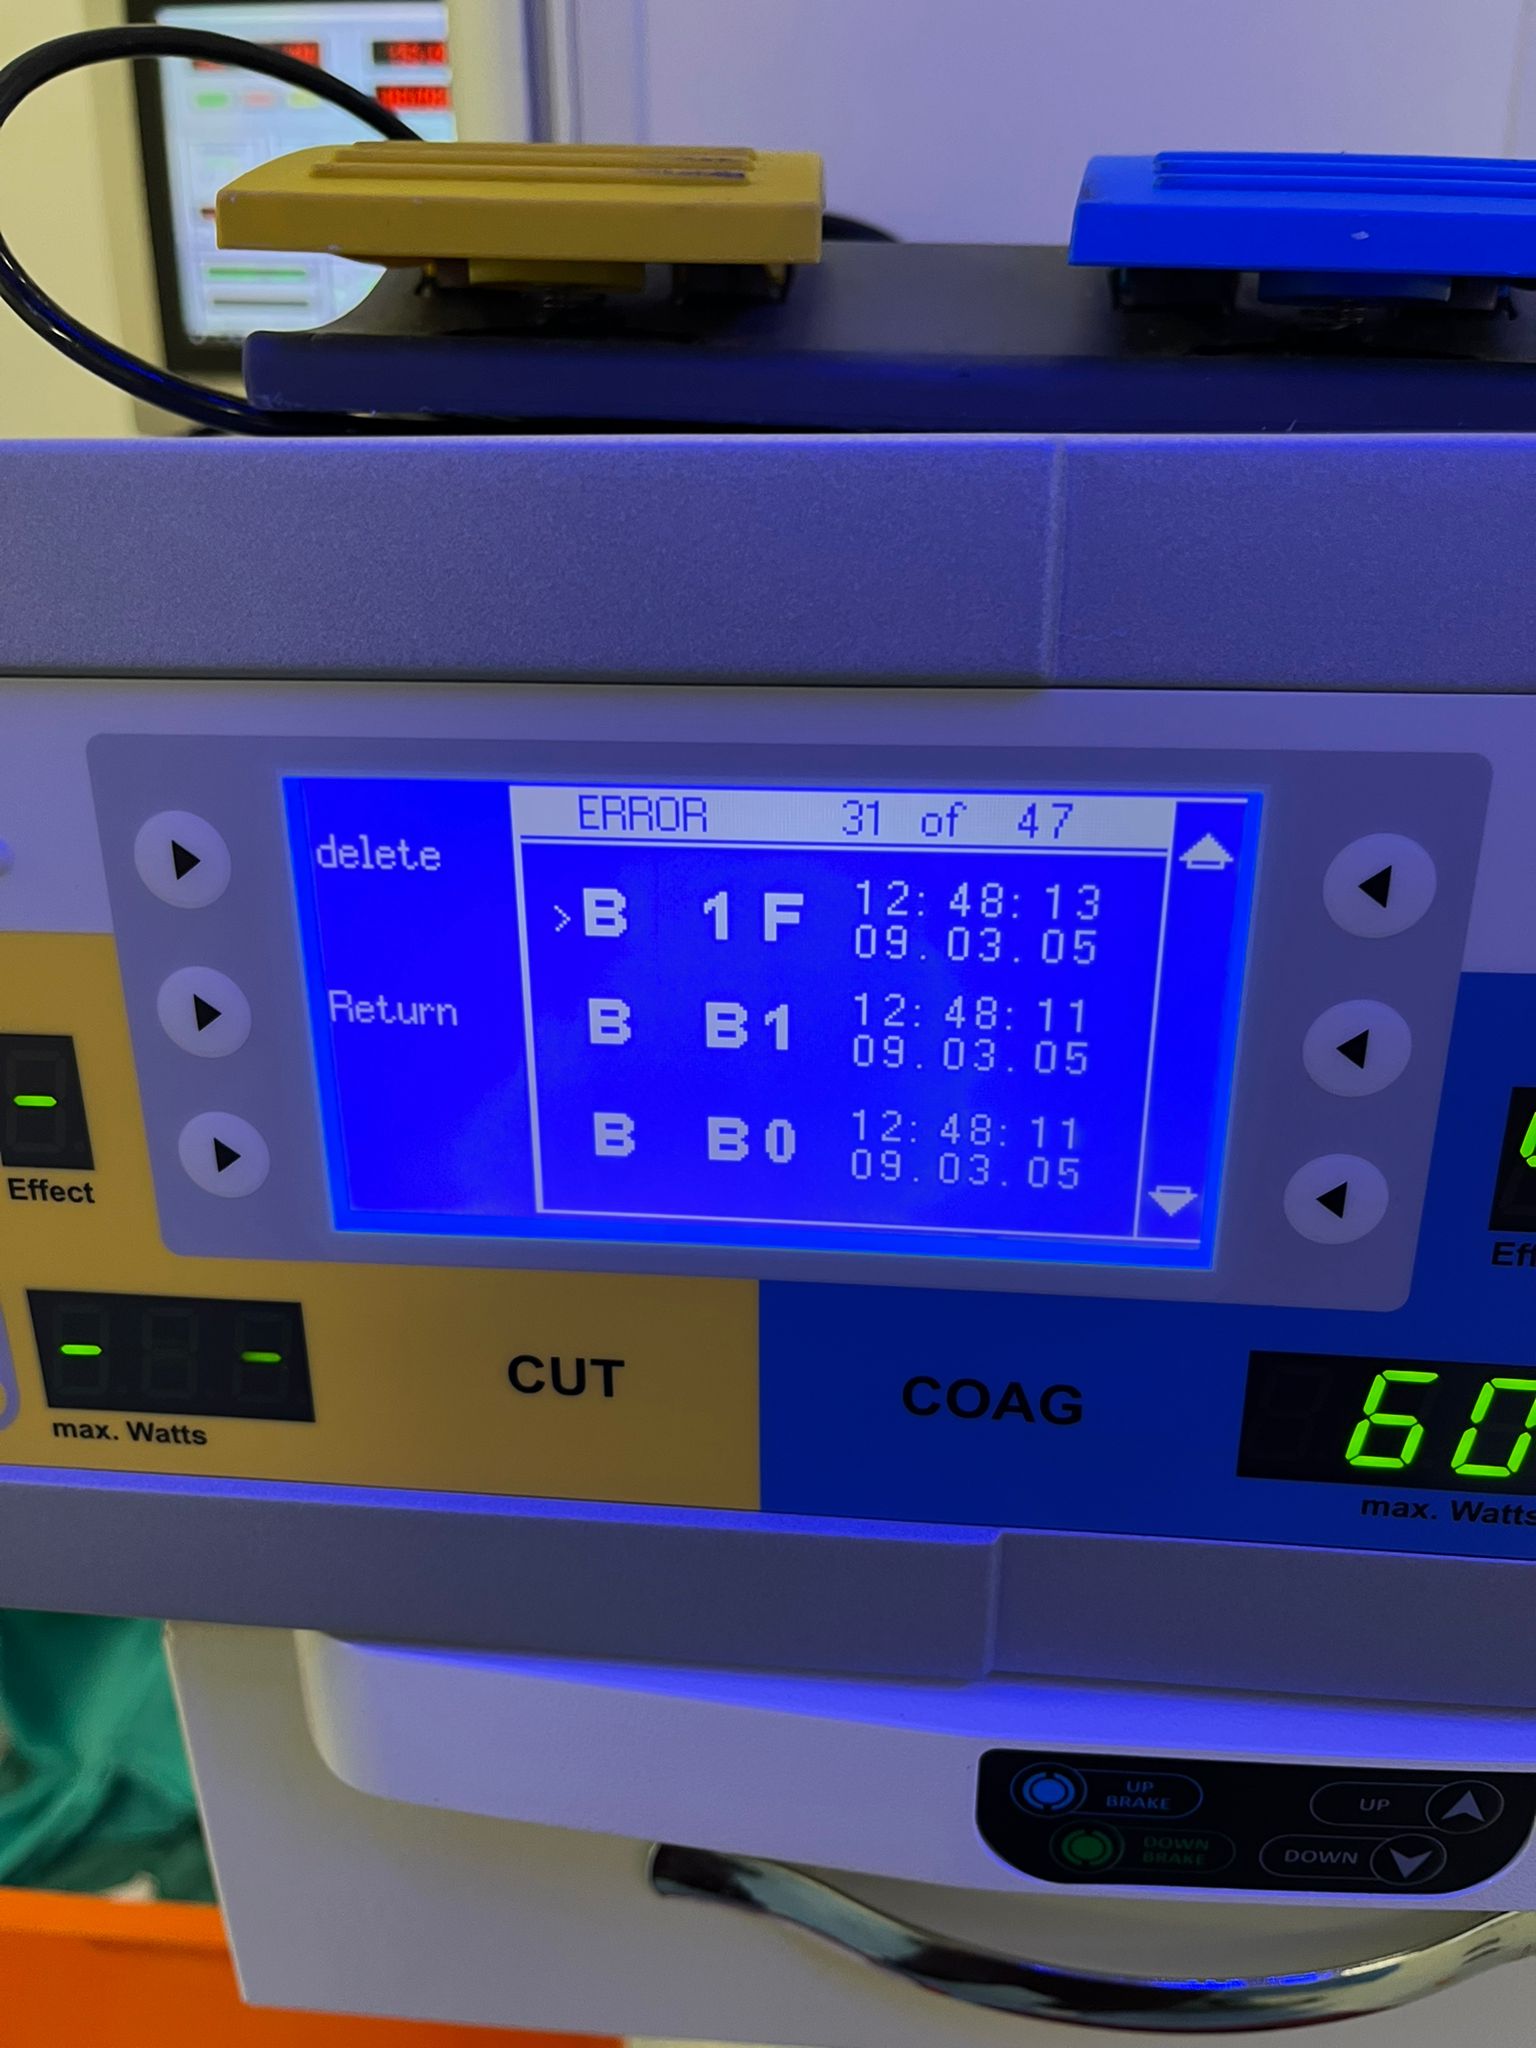 ERROR 31 of 47
delete
>B 1F 12:48:13
09.03.05
Return
B B1 12:48:11
09.03.05
B B0 12:48:11
09.03.05
Effect
- -
max. Watts
CUT
COAG
60
max. Watts
UP
BRAKE
UP
DOWN
BRAKE
DOWN